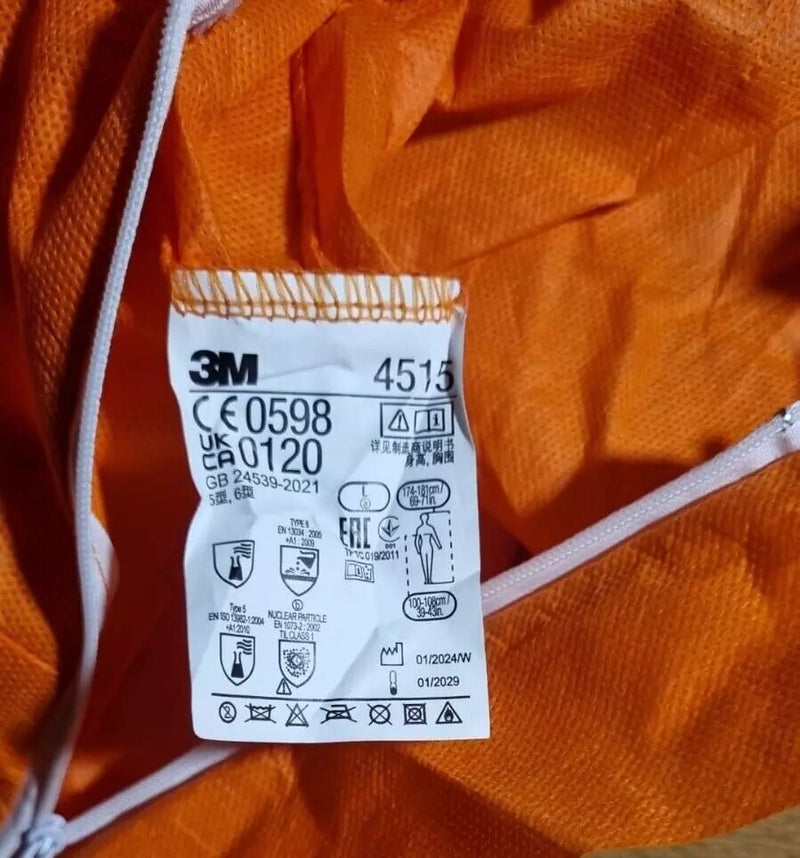 3M 4515
CE 0598
UK
CA 0120
详见制造商说明书
身高, 胸围
GB 24539-2021
5型, 6型
L
174-181cm/
69-71in.
TYPE 6
EN 13034 : 2005
+A1 : 2009
EAC
001
TP TC 019/2011
100-108cm/
39-43in.
Type 5
EN ISO 13982-1:2004
+A1:2010
NUCLEAR PARTICLE
EN 1073-2 : 2002
TIL CLASS 1
01/2024/W
01/2029